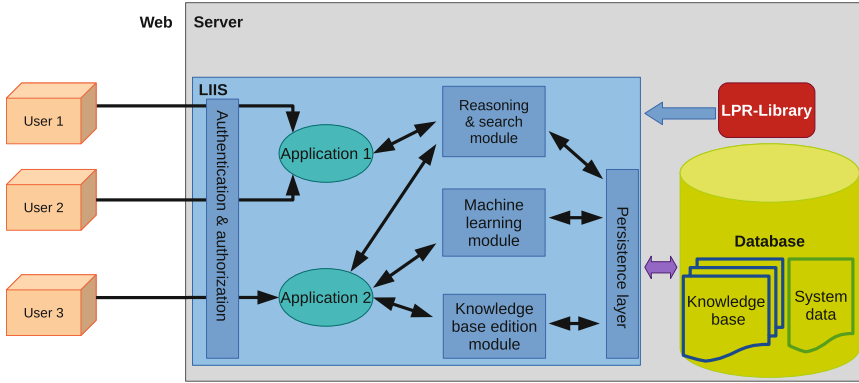 Web
Server
LIIS
User 1
User 2
User 3
Authentication & authorization
Application 1
Application 2
Reasoning
& search
module
Machine
learning
module
Knowledge
base edition
module
Persistence layer
LPR-Library
Database
Knowledge
base
System
data